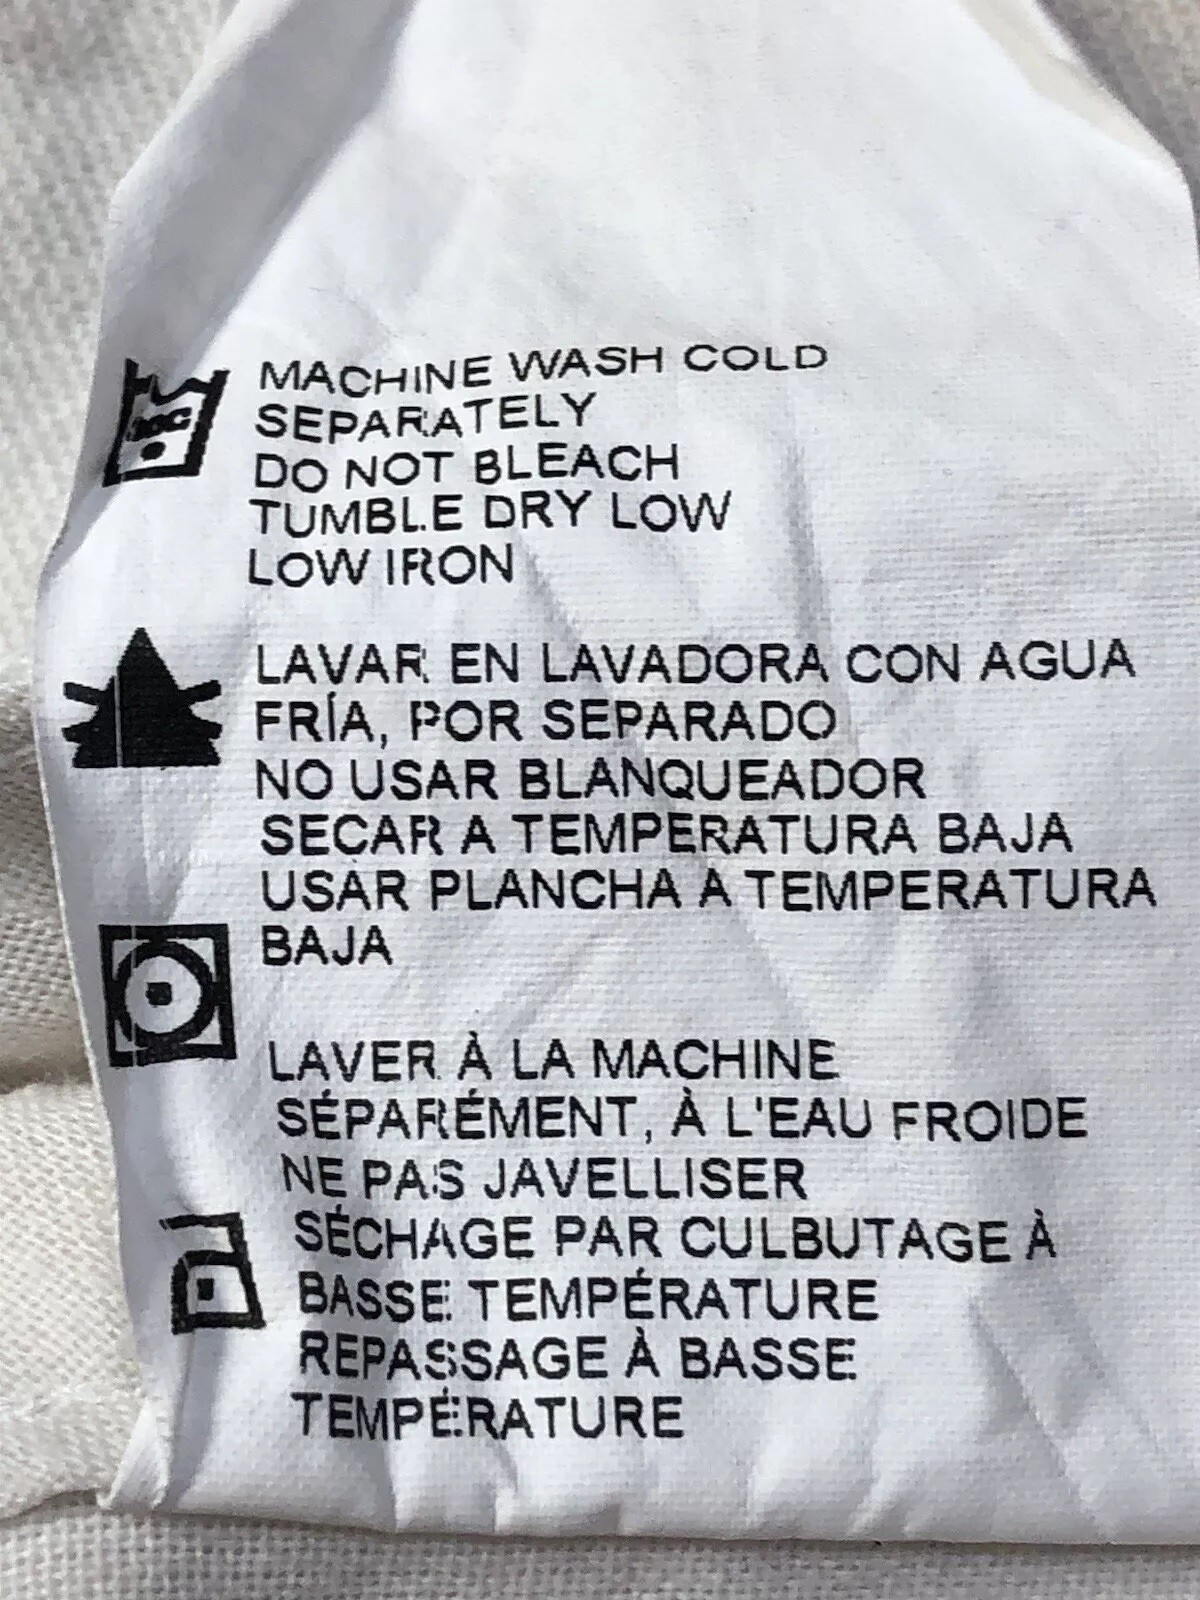 30C
MACHINE WASH COLD
SEPARATELY
DO NOT BLEACH
TUMBLE DRY LOW
LOW IRON
LAVAR EN LAVADORA CON AGUA
FRÍA, POR SEPARADO
NO USAR BLANQUEADOR
SECAR A TEMPERATURA BAJA
USAR PLANCHA A TEMPERATURA
BAJA
LAVER À LA MACHINE
SÉPARÉMENT, À L'EAU FROIDE
NE PAS JAVELLISER
SÉCHAGE PAR CULBUTAGE À
BASSE TEMPÉRATURE
REPASSAGE À BASSE
TEMPÉRATURE